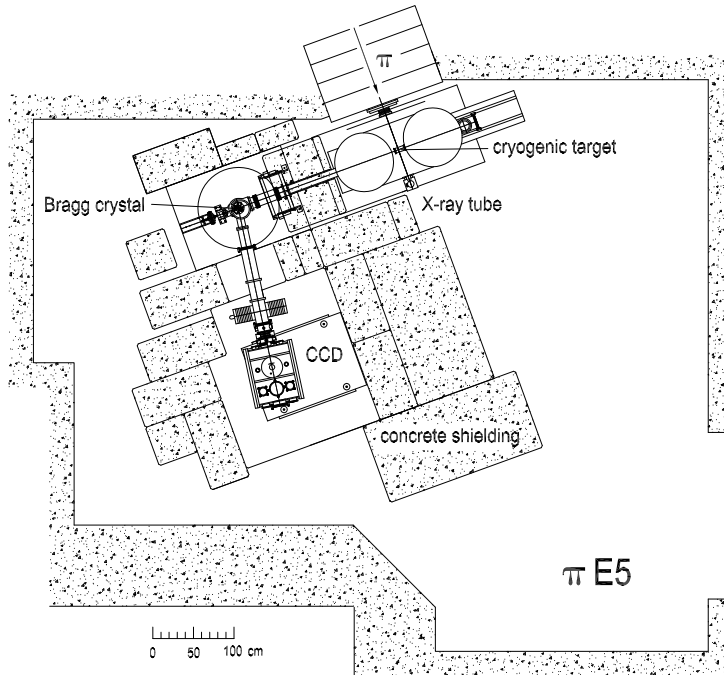 π
cryogenic target
Bragg crystal
X-ray tube
CCD
concrete shielding
π E5
0 50 100 cm